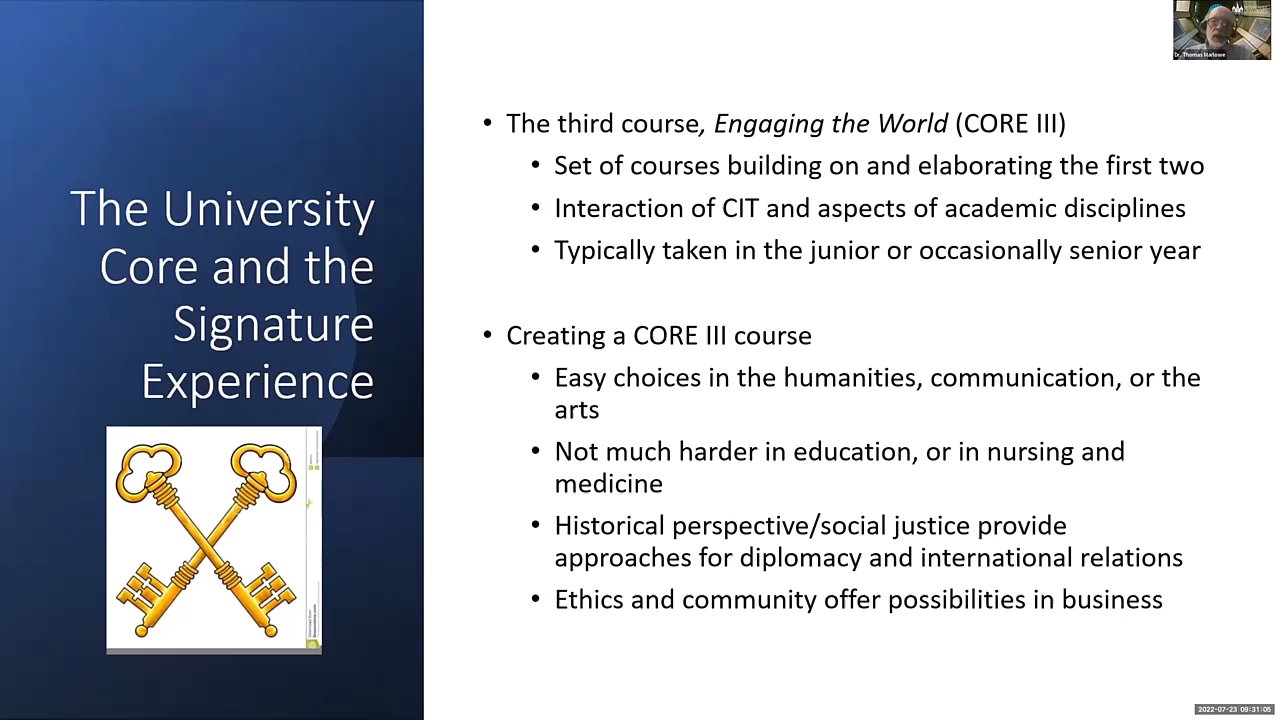 The University
Core and the
Signature
Experience
• The third course, Engaging the World (CORE III)
• Set of courses building on and elaborating the first two
• Interaction of CIT and aspects of academic disciplines
• Typically taken in the junior or occasionally senior year
• Creating a CORE III course
• Easy choices in the humanities, communication, or the
arts
• Not much harder in education, or in nursing and
medicine
• Historical perspective/social justice provide
approaches for diplomacy and international relations
• Ethics and community offer possibilities in business
Dr. Thomas Marlowe
2022-07-23 09:31:05